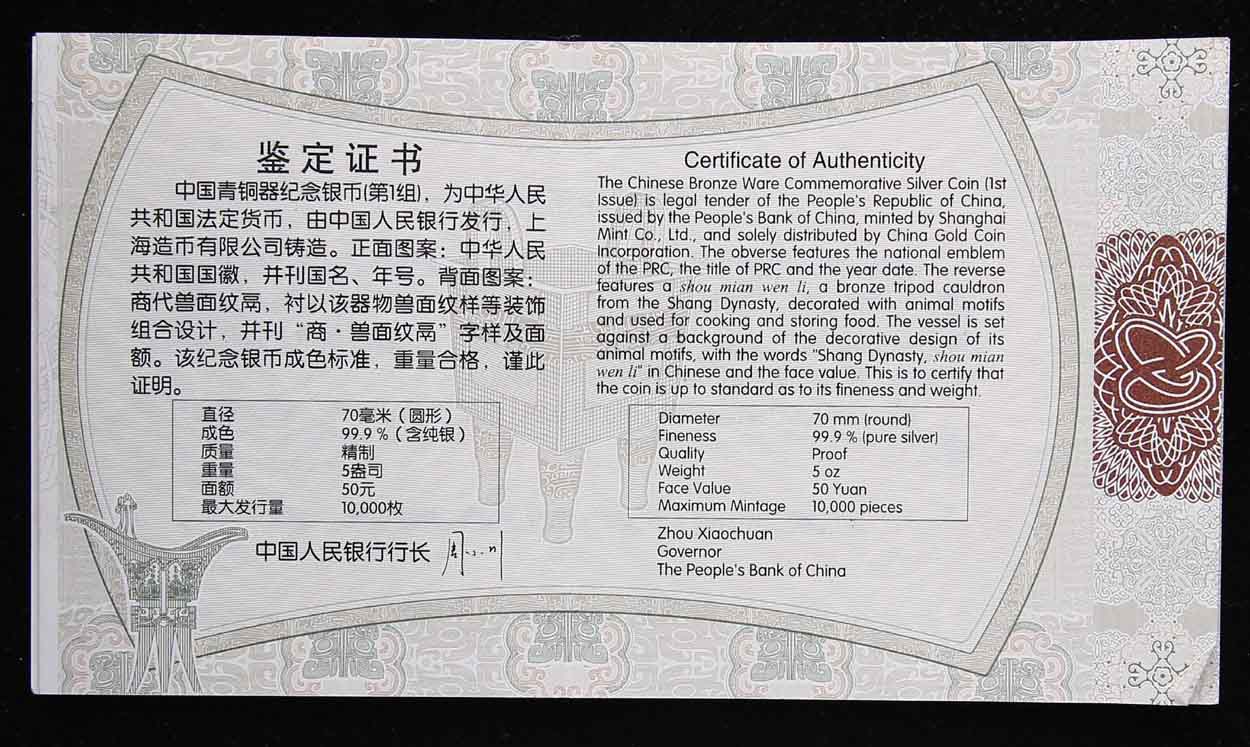 鉴定证书
中国青铜器纪念银币(第1组)，为中华人民
共和国法定货币，由中国人民银行发行，上
海造币有限公司铸造。正面图案：中华人民
共和国国徽，并刊国名、年号。背面图案：
商代兽面纹鬲，衬以该器物兽面纹样等装饰
组合设计，并刊“商·兽面纹鬲”字样及面
额。该纪念银币成色标准，重量合格，谨此
证明。
直径 70毫米（圆形）
成色 99.9 %（含纯银）
质量 精制
重量 5盎司
面额 50元
最大发行量 10,000枚
中国人民银行行长 周小川
Certificate of Authenticity
The Chinese Bronze Ware Commemorative Silver Coin (1st
Issue) is legal tender of the People's Republic of China,
issued by the People's Bank of China, minted by Shanghai
Mint Co., Ltd., and solely distributed by China Gold Coin
Incorporation. The obverse features the national emblem
of the PRC, the title of PRC and the year date. The reverse
features a shou mian wen li, a bronze tripod cauldron
from the Shang Dynasty, decorated with animal motifs
and used for cooking and storing food. The vessel is set
against a background of the decorative design of its
animal motifs, with the words "Shang Dynasty, shou mian
wen li" in Chinese and the face value. This is to certify that
the coin is up to standard as to its fineness and weight.
Diameter 70 mm (round)
Fineness 99.9 % (pure silver)
Quality Proof
Weight 5 oz
Face Value 50 Yuan
Maximum Mintage 10,000 pieces
Zhou Xiaochuan
Governor
The People's Bank of China